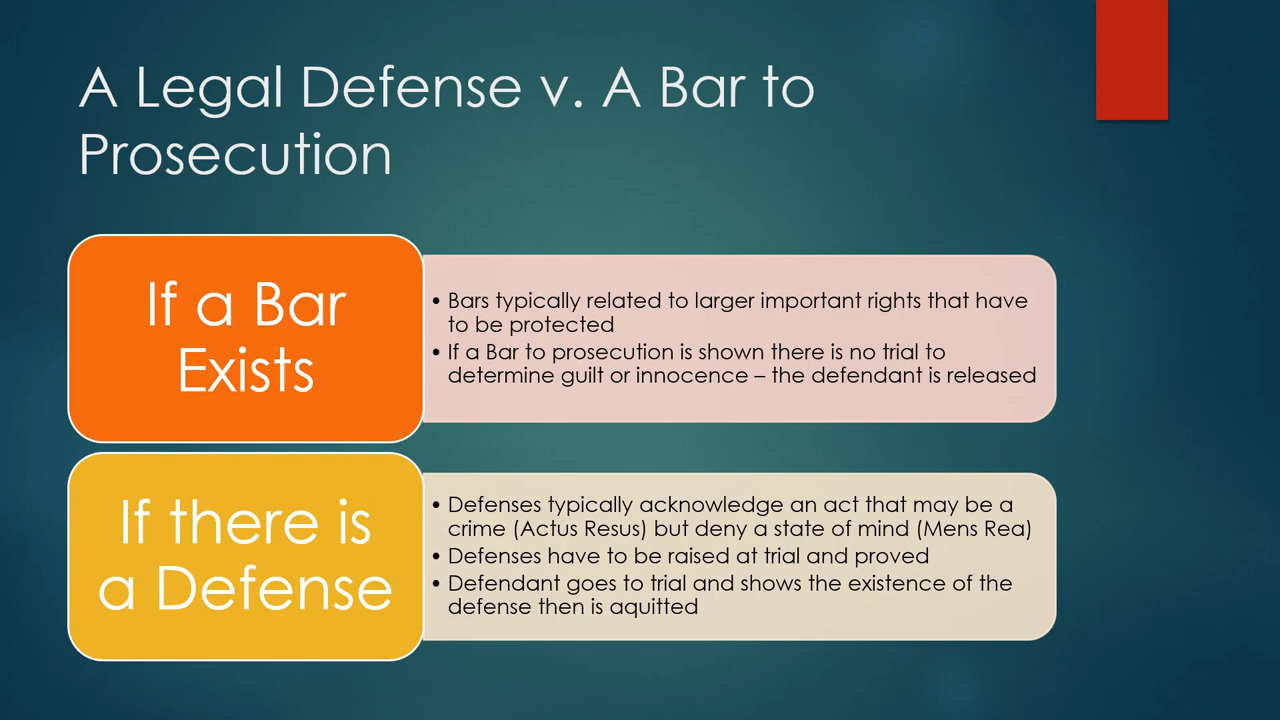 A Legal Defense v. A Bar to
Prosecution
If a Bar
Exists
• Bars typically related to larger important rights that have
to be protected
• If a Bar to prosecution is shown there is no trial to
determine guilt or innocence – the defendant is released
If there is
a Defense
• Defenses typically acknowledge an act that may be a
crime (Actus Resus) but deny a state of mind (Mens Rea)
• Defenses have to be raised at trial and proved
• Defendant goes to trial and shows the existence of the
defense then is aquitted